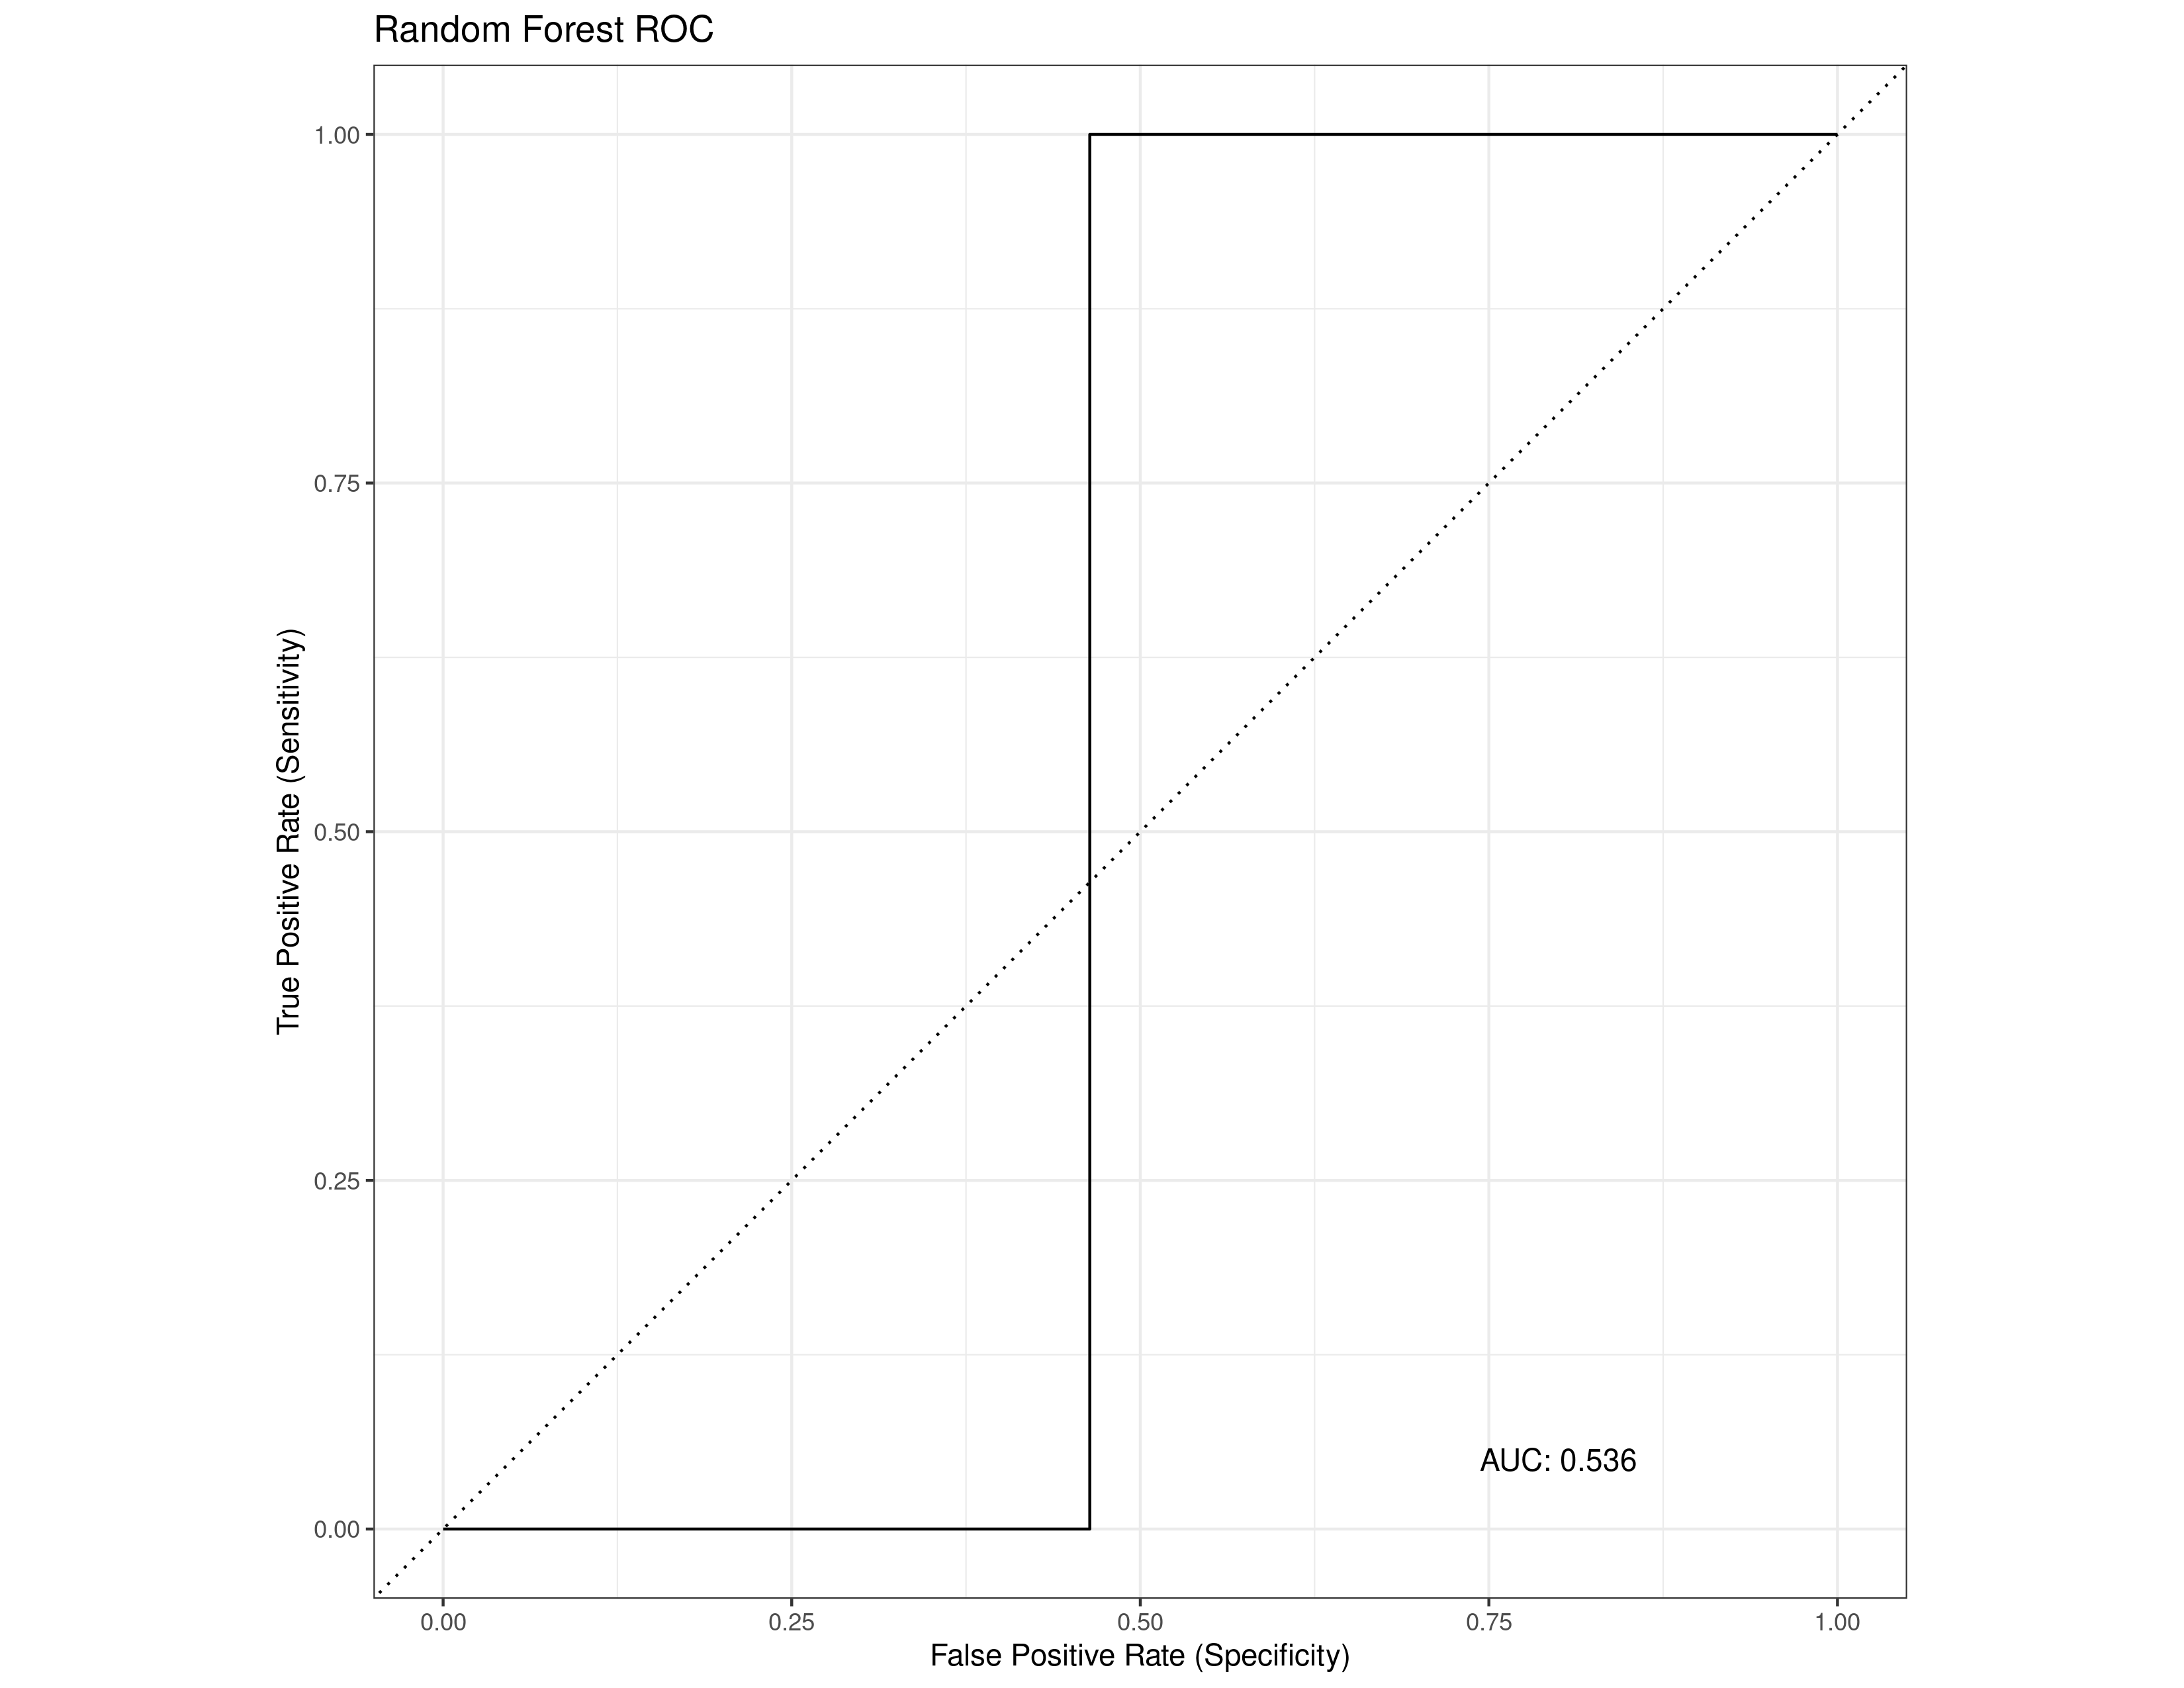 Random Forest ROC
1.00
0.75
0.50
0.25
0.00
True Positive Rate (Sensitivity)
AUC: 0.536
0.00 0.25 0.50 0.75 1.00
False Positive Rate (Specificity)